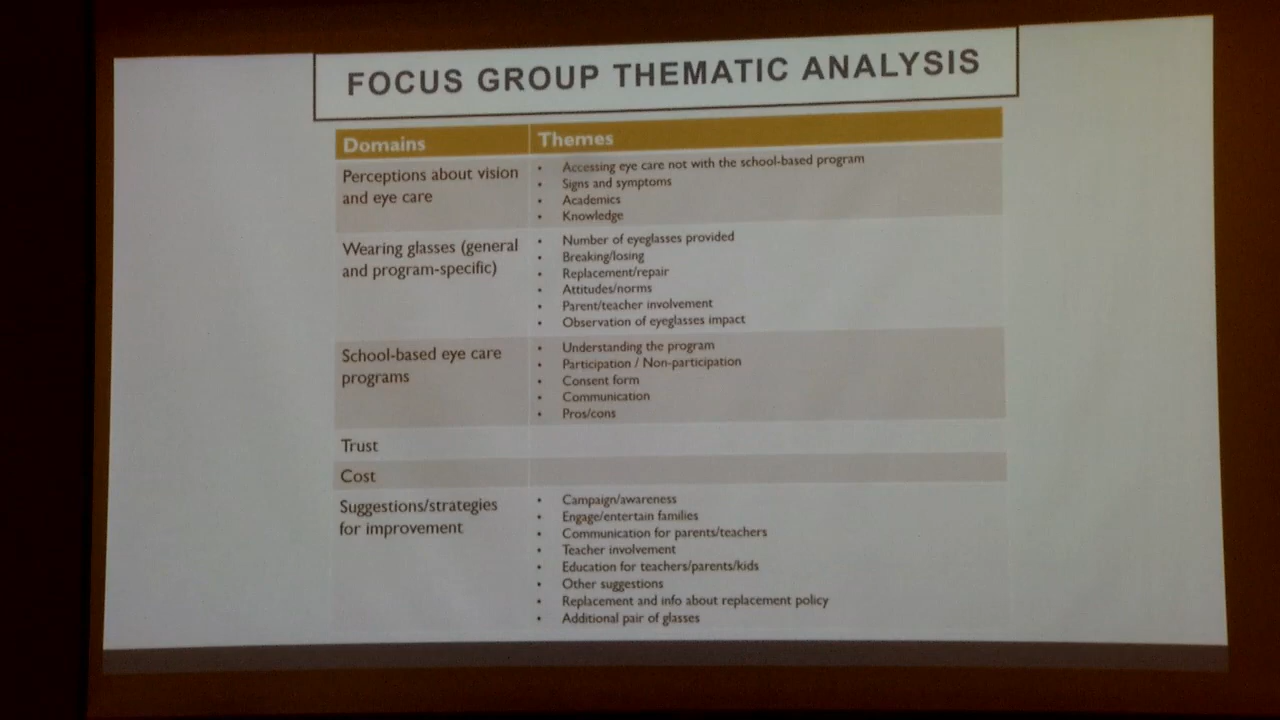 FOCUS GROUP THEMATIC ANALYSIS
Domains
Themes
Perceptions about vision
and eye care
• Accessing eye care not with the school-based program
• Signs and symptoms
• Academics
• Knowledge
Wearing glasses (general
and program-specific)
• Number of eyeglasses provided
• Breaking/losing
• Replacement/repair
• Attitudes/norms
• Parent/teacher involvement
• Observation of eyeglasses impact
School-based eye care
programs
• Understanding the program
• Participation / Non-participation
• Consent form
• Communication
• Pros/cons
Trust
Cost
Suggestions/strategies
for improvement
• Campaign/awareness
• Engage/entertain families
• Communication for parents/teachers
• Teacher involvement
• Education for teachers/parents/kids
• Other suggestions
• Replacement and info about replacement policy
• Additional pair of glasses